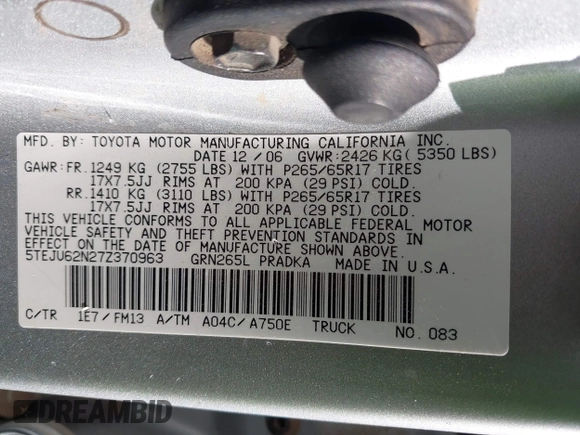 MFD. BY: TOYOTA MOTOR MANUFACTURING CALIFORNIA INC.
DATE 12/06 GVWR:2426 KG( 5350 LBS)
GAWR:FR.1249 KG (2755 LBS) WITH P265/65R17 TIRES
17X7.5JJ RIMS AT 200 KPA (29 PSI) COLD.
RR.1410 KG (3110 LBS) WITH P265/65R17 TIRES
17X7.5JJ RIMS AT 200 KPA (29 PSI) COLD.
THIS VEHICLE CONFORMS TO ALL APPLICABLE FEDERAL MOTOR
VEHICLE SAFETY AND THEFT PREVENTION STANDARDS IN
EFFECT ON THE DATE OF MANUFACTURE SHOWN ABOVE.
5TEJU62N27Z370963 GRN265L PRADKA MADE IN U.S.A.
C/TR 1E7/FM13 A/TM A04C/A750E TRUCK NO. 083
DREAMBID